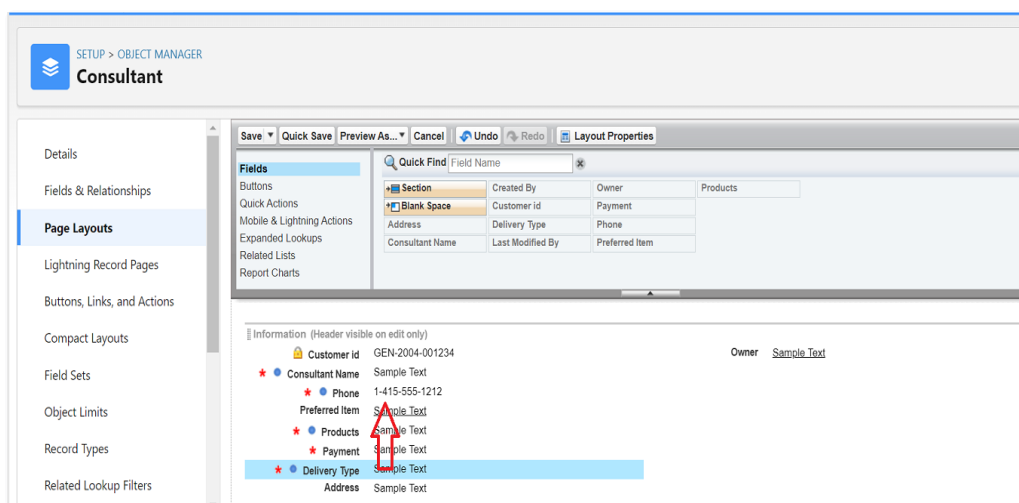 SETUP > OBJECT MANAGER
Consultant
Details
Fields & Relationships
Page Layouts
Lightning Record Pages
Buttons, Links, and Actions
Compact Layouts
Field Sets
Object Limits
Record Types
Related Lookup Filters
Save Quick Save Preview As... Cancel Undo Redo Layout Properties
Fields
Buttons
Quick Actions
Mobile & Lightning Actions
Expanded Lookups
Related Lists
Report Charts
Quick Find Field Name
Section Created By Owner Products
Blank Space Customer id Payment
Address Delivery Type Phone
Consultant Name Last Modified By Preferred Item
Information (Header visible on edit only)
Customer id GEN-2004-001234 Owner Sample Text
* Consultant Name Sample Text
* Phone 1-415-555-1212
Preferred Item Sample Text
* Products Sample Text
* Payment Sample Text
* Delivery Type Sample Text
Address Sample Text